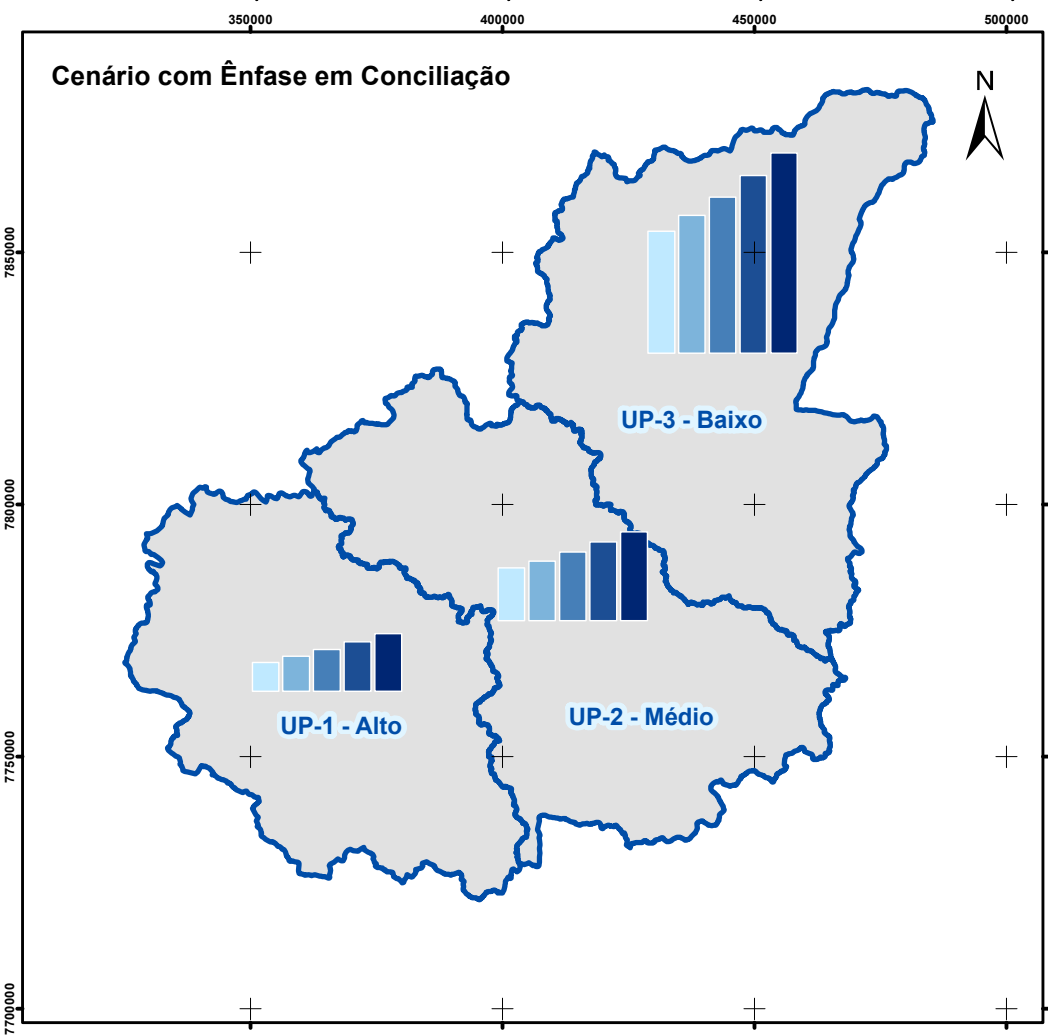 350000 400000 450000 500000
Cenário com Ênfase em Conciliação
N
7850000
UP-3 - Baixo
7800000
UP-2 - Médio
UP-1 - Alto
7750000
7700000